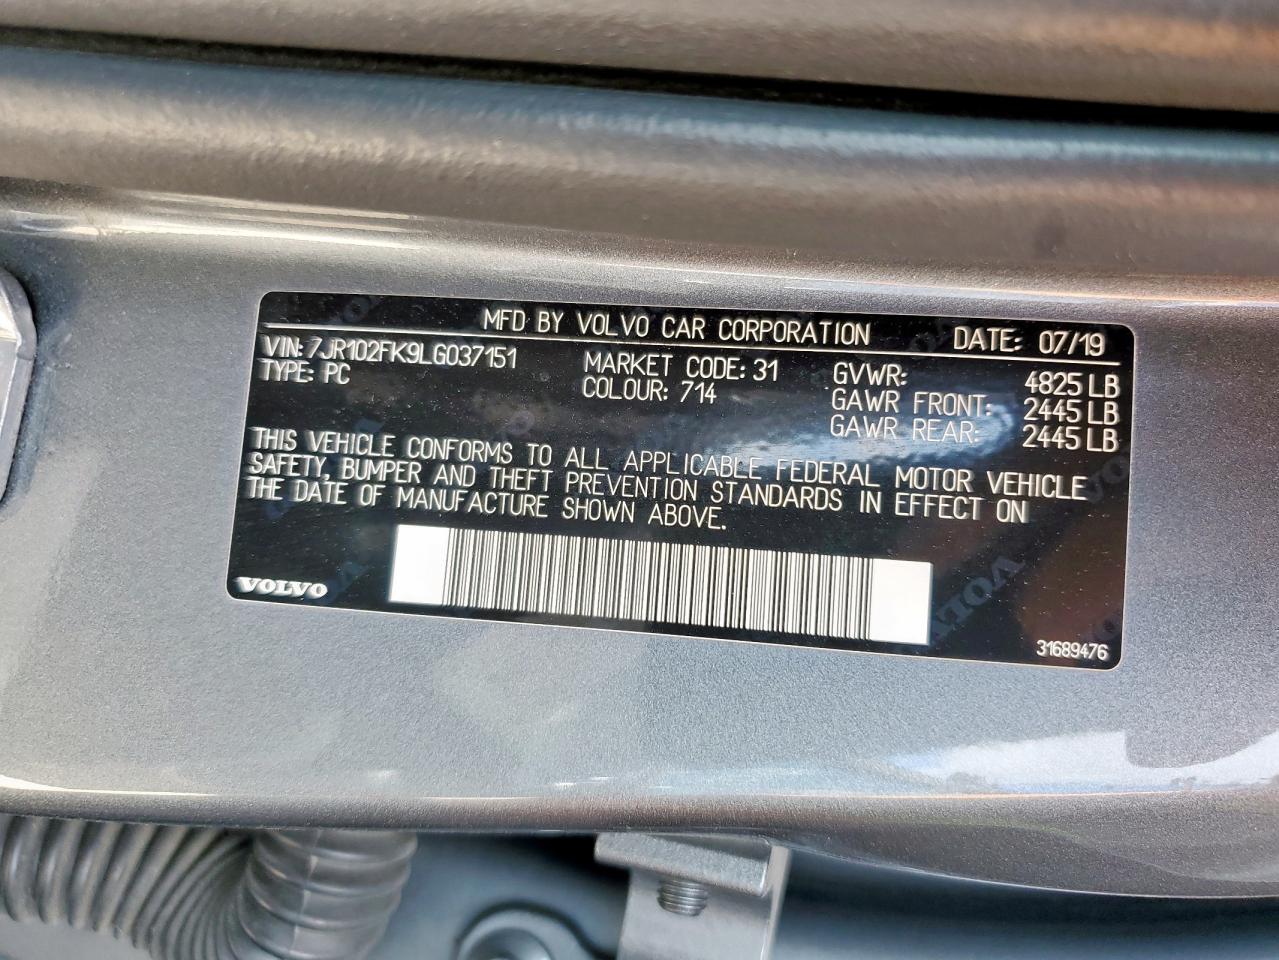 MFD BY VOLVO CAR CORPORATION DATE: 07/19
VIN: 7JR102FK9LG037151 MARKET CODE: 31 GVWR: 4825 LB
TYPE: PC COLOUR: 714 GAWR FRONT: 2445 LB
GAWR REAR: 2445 LB
THIS VEHICLE CONFORMS TO ALL APPLICABLE FEDERAL MOTOR VEHICLE
SAFETY, BUMPER AND THEFT PREVENTION STANDARDS IN EFFECT ON
THE DATE OF MANUFACTURE SHOWN ABOVE.
VOLVO
VOLVO
31689476